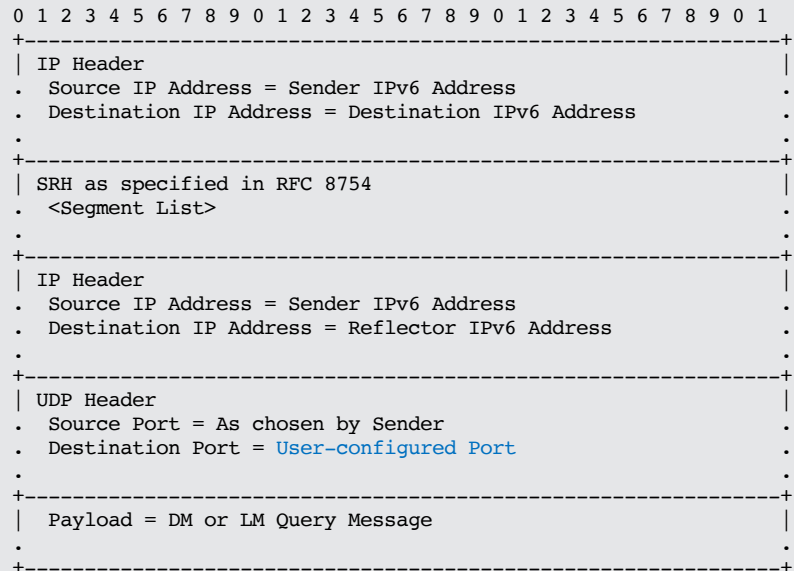 0 1 2 3 4 5 6 7 8 9 0 1 2 3 4 5 6 7 8 9 0 1 2 3 4 5 6 7 8 9 0 1
+---------------------------------------------------------------+
| IP Header                                                     |
.  Source IP Address = Sender IPv6 Address                      .
.  Destination IP Address = Destination IPv6 Address            .
.                                                               .
+---------------------------------------------------------------+
| SRH as specified in RFC 8754                                  |
.  <Segment List>                                               .
.                                                               .
+---------------------------------------------------------------+
| IP Header                                                     |
.  Source IP Address = Sender IPv6 Address                      .
.  Destination IP Address = Reflector IPv6 Address              .
.                                                               .
+---------------------------------------------------------------+
| UDP Header                                                    |
.  Source Port = As chosen by Sender                            .
.  Destination Port = User-configured Port                      .
.                                                               .
+---------------------------------------------------------------+
|  Payload = DM or LM Query Message                             |
.                                                               .
+---------------------------------------------------------------+